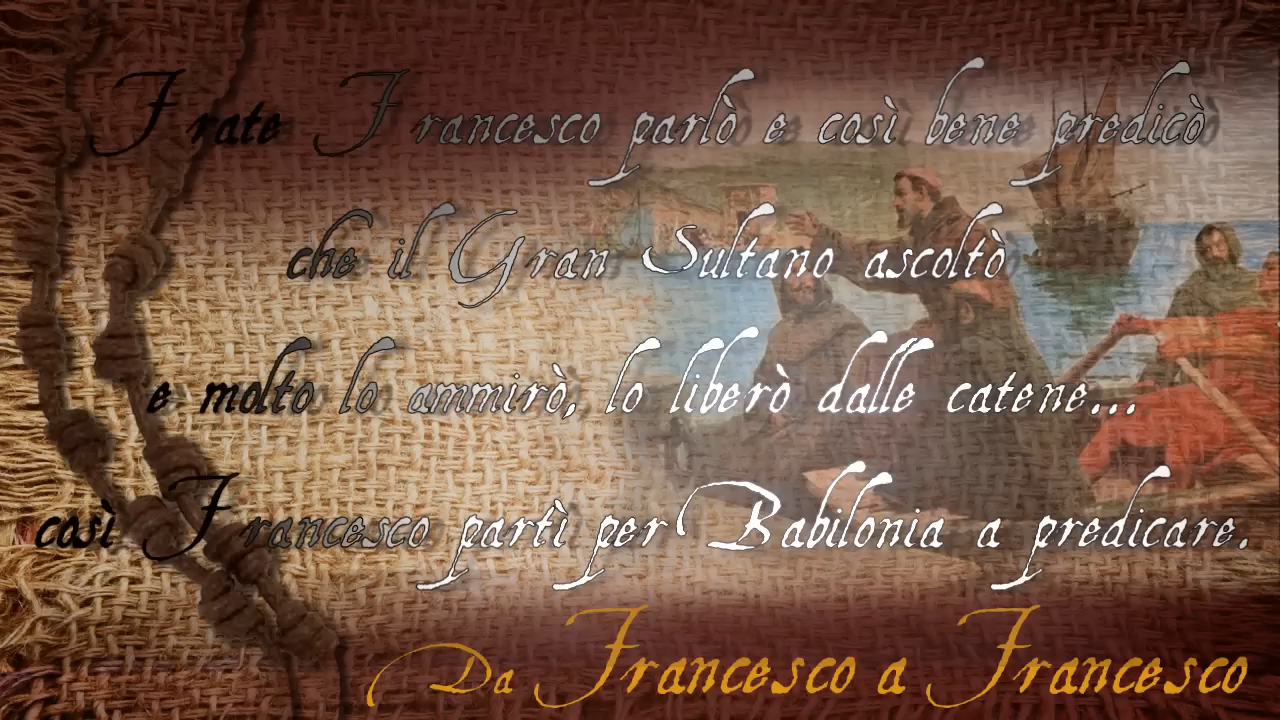 Frate Francesco parlò e così bene predicò
che il Gran Sultano ascoltò
e molto lo ammirò, lo liberò dalle catene...
così Francesco partì per Babilonia a predicare.
Da Francesco a Francesco